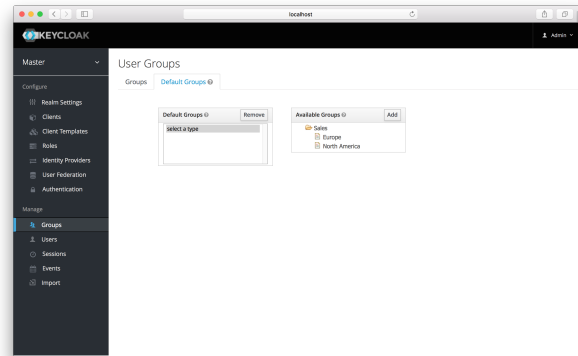 localhost
KEYCLOAK
Admin
Master
User Groups
Groups
Default Groups
Configure
Realm Settings
Clients
Client Templates
Roles
Identity Providers
User Federation
Authentication
Manage
Groups
Users
Sessions
Events
Import
Default Groups
Remove
select a type
Available Groups
Add
Sales
Europe
North America